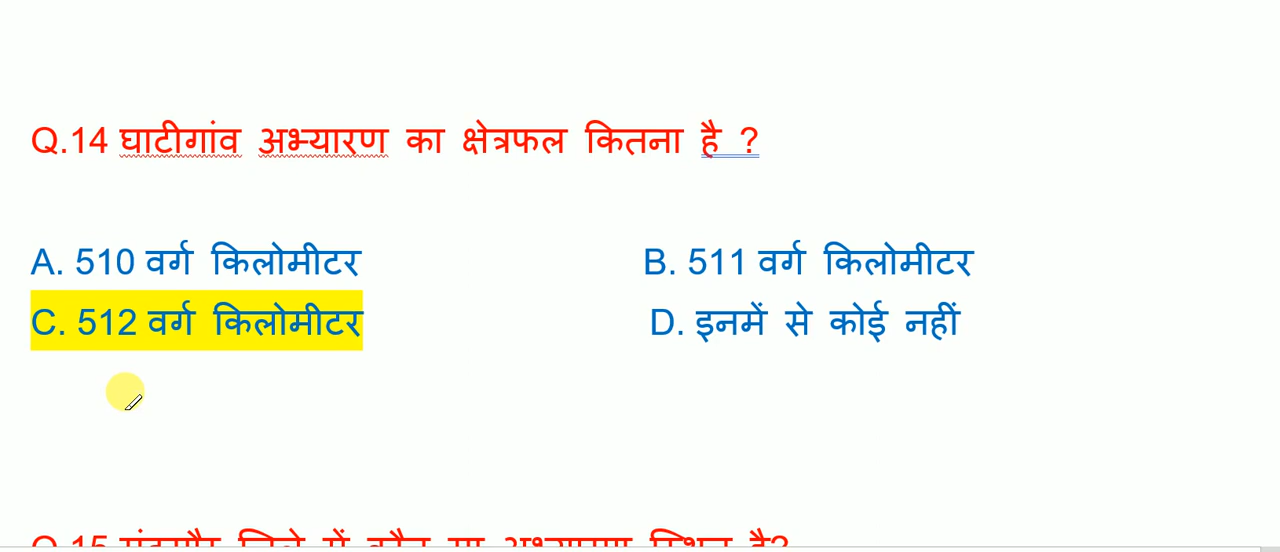 Q.14 घाटीगांव अभ्यारण का क्षेत्रफल कितना है ?
A. 510 वर्ग किलोमीटर B. 511 वर्ग किलोमीटर
C. 512 वर्ग किलोमीटर D. इनमें से कोई नहीं